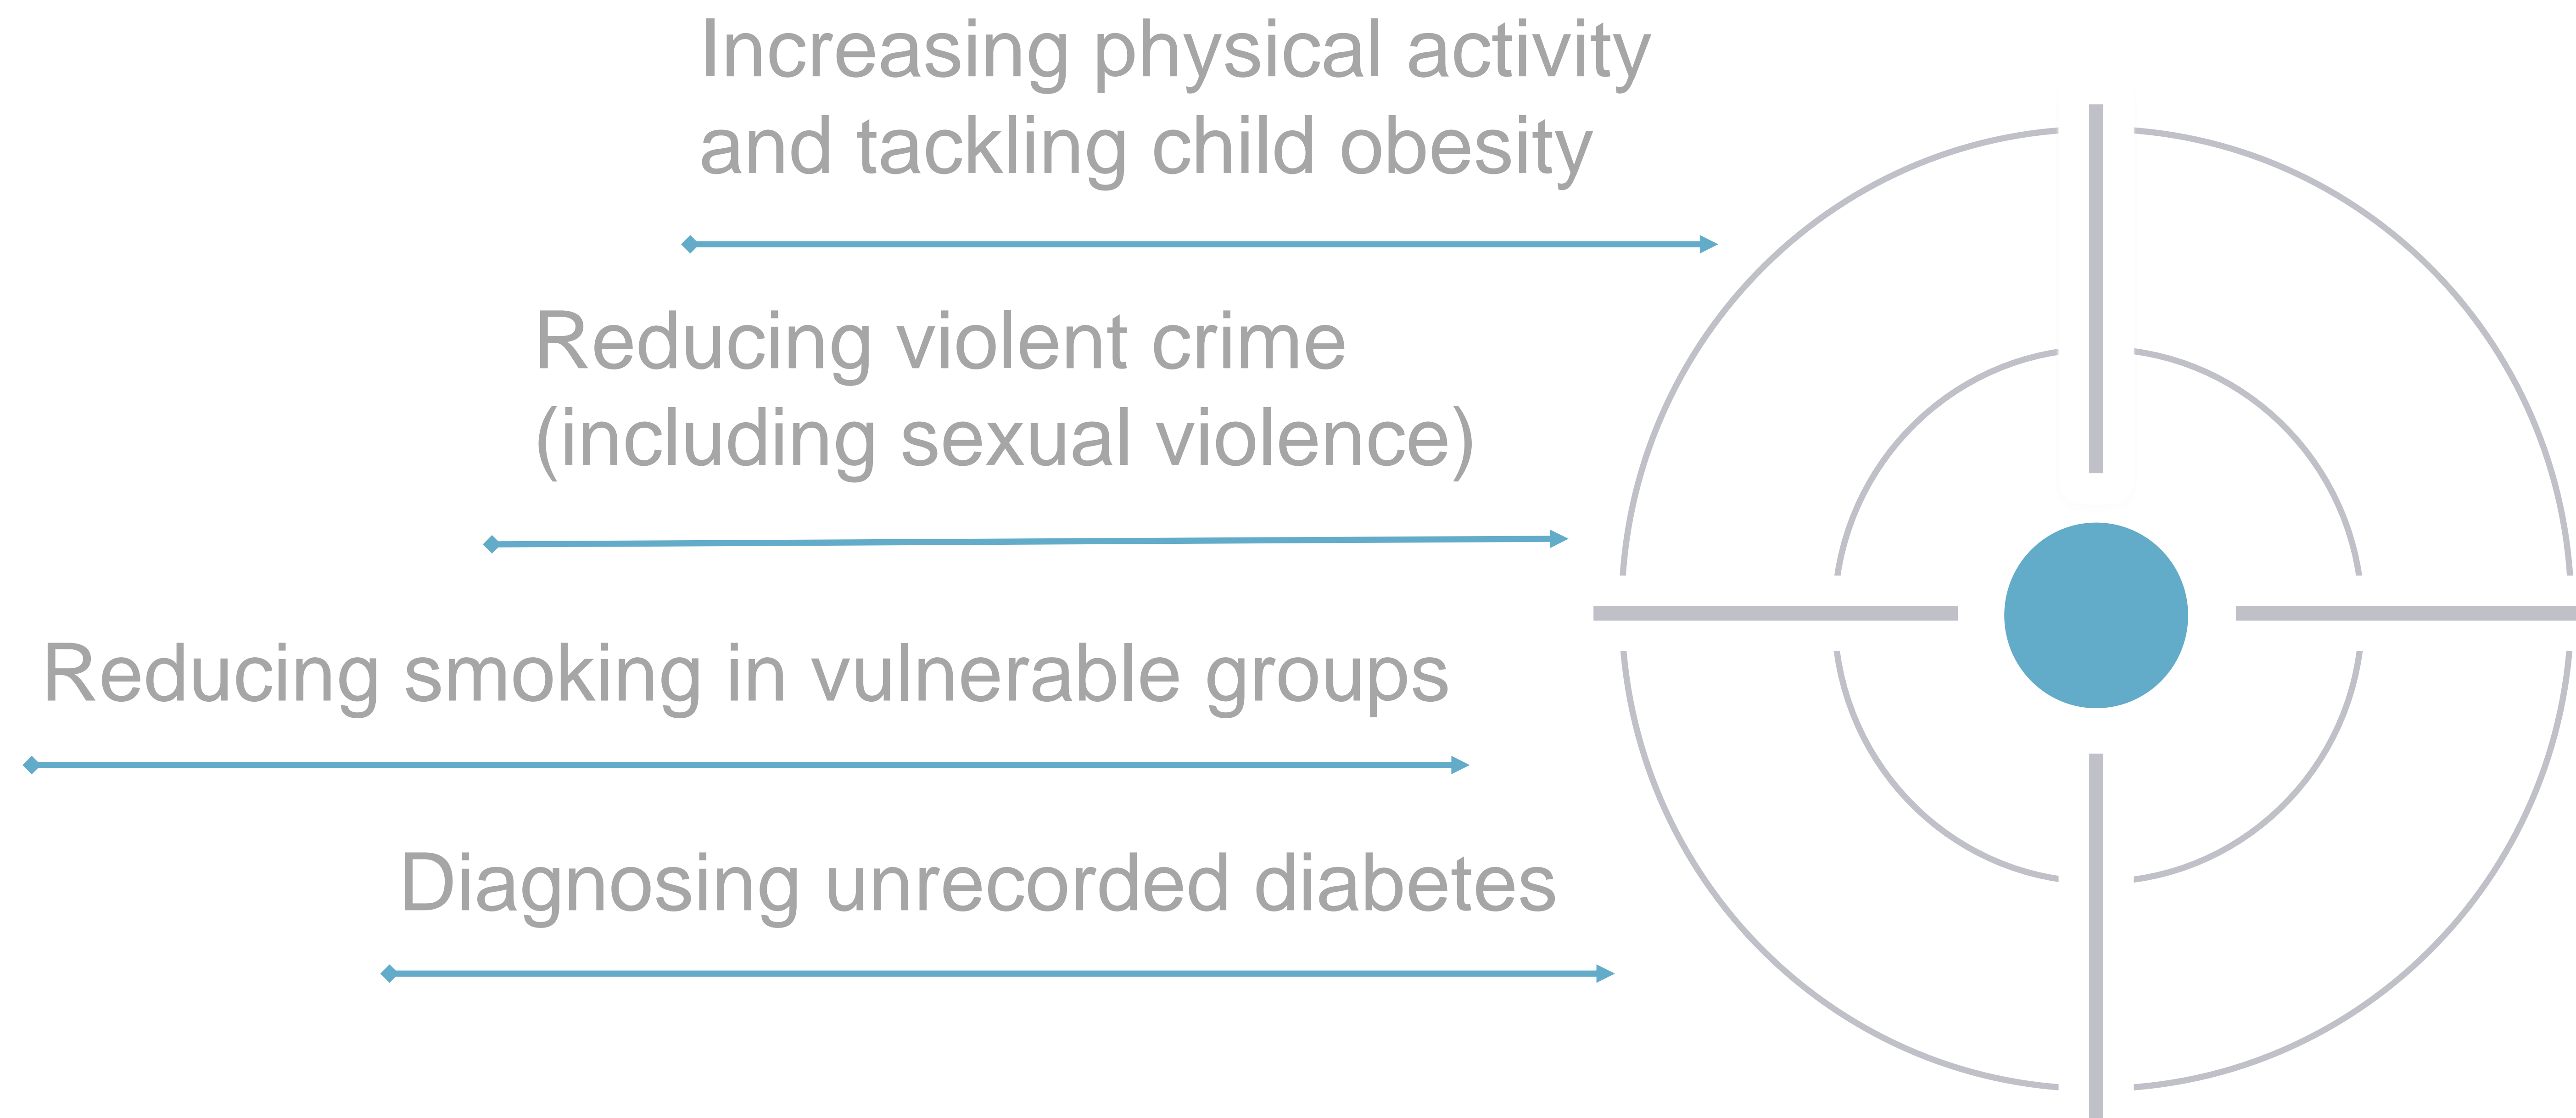 Increasing physical activity
and tackling child obesity
Reducing violent crime
(including sexual violence)
Reducing smoking in vulnerable groups
Diagnosing unrecorded diabetes